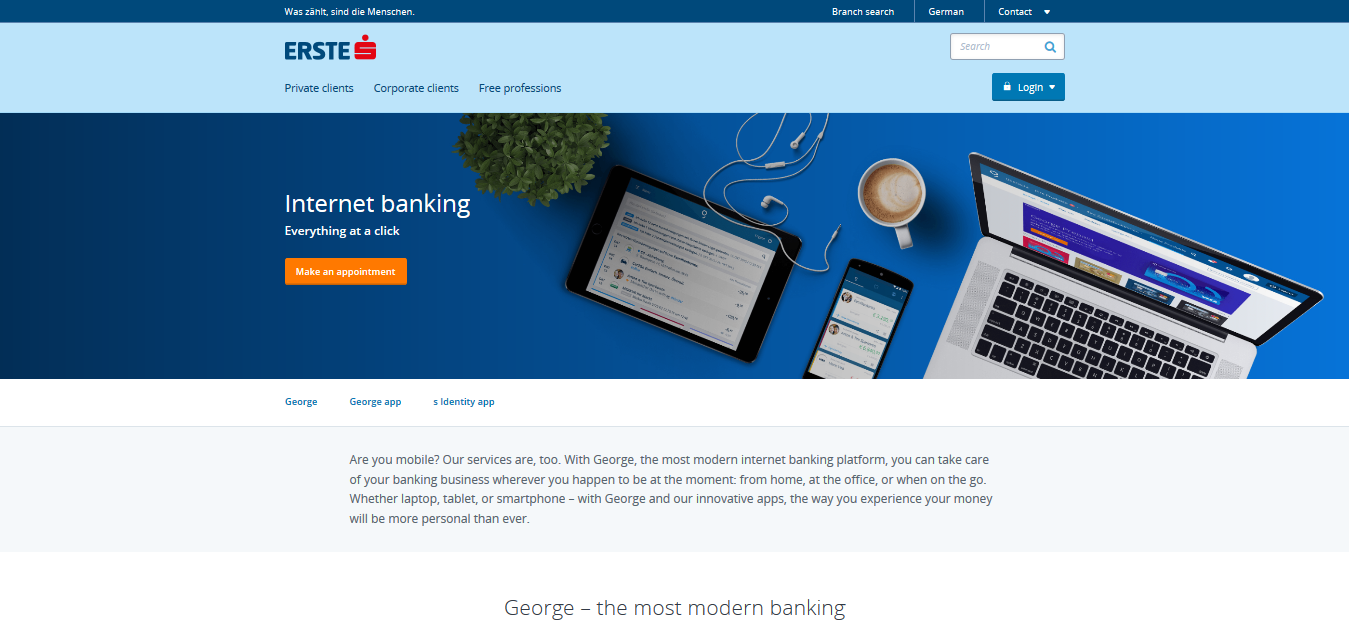 Was zählt, sind die Menschen.
Branch search
German
Contact
ERSTE
Search
Private clients
Corporate clients
Free professions
Login
Internet banking
Everything at a click
Make an appointment
George
George app
s Identity app
Are you mobile? Our services are, too. With George, the most modern internet banking platform, you can take care
of your banking business wherever you happen to be at the moment: from home, at the office, or when on the go.
Whether laptop, tablet, or smartphone – with George and our innovative apps, the way you experience your money
will be more personal than ever.
George – the most modern banking